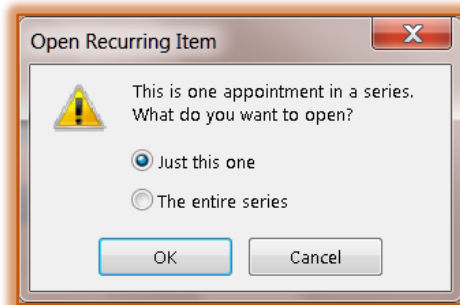 Open Recurring Item
This is one appointment in a series.
What do you want to open?
Just this one
The entire series
OK
Cancel